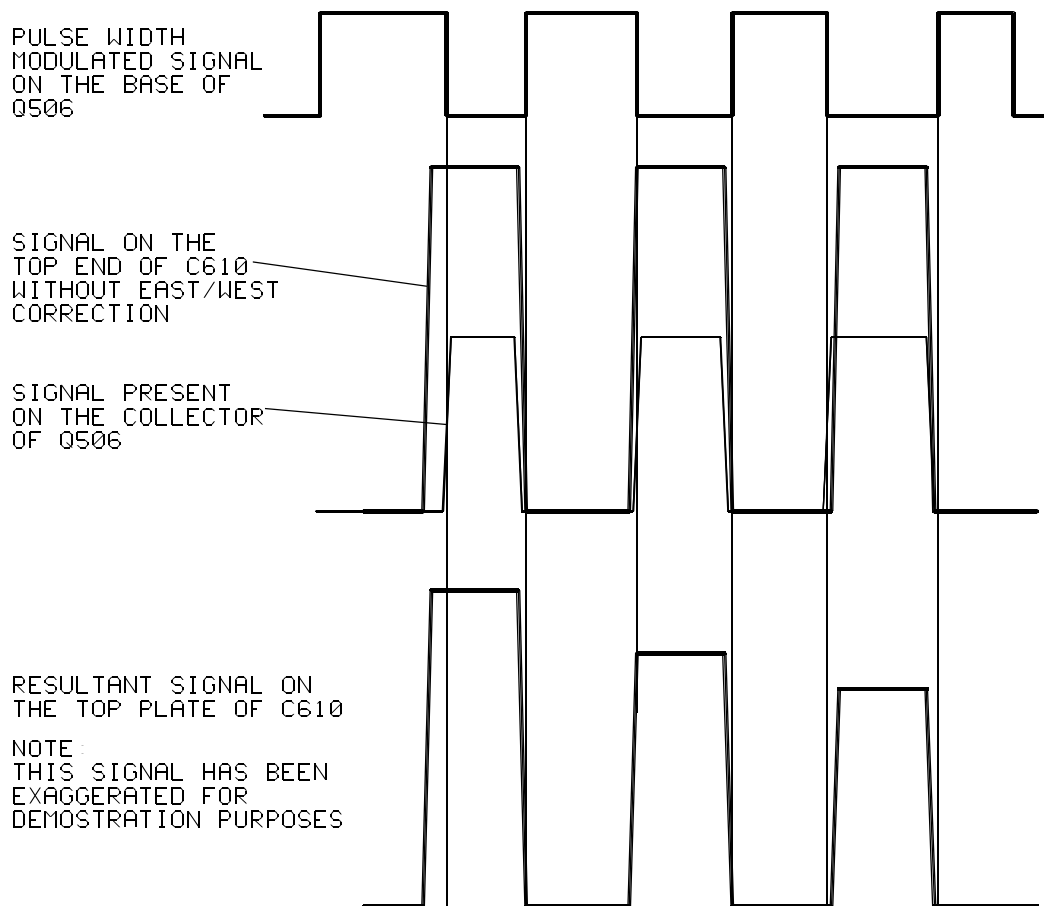 PULSE WIDTH
MODULATED SIGNAL
ON THE BASE OF
Q506
SIGNAL ON THE
TOP END OF C610
WITHOUT EAST/WEST
CORRECTION
SIGNAL PRESENT
ON THE COLLECTOR
OF Q506
RESULTANT SIGNAL ON
THE TOP PLATE OF C610
NOTE:
THIS SIGNAL HAS BEEN
EXAGGERATED FOR
DEMOSTRATION PURPOSES